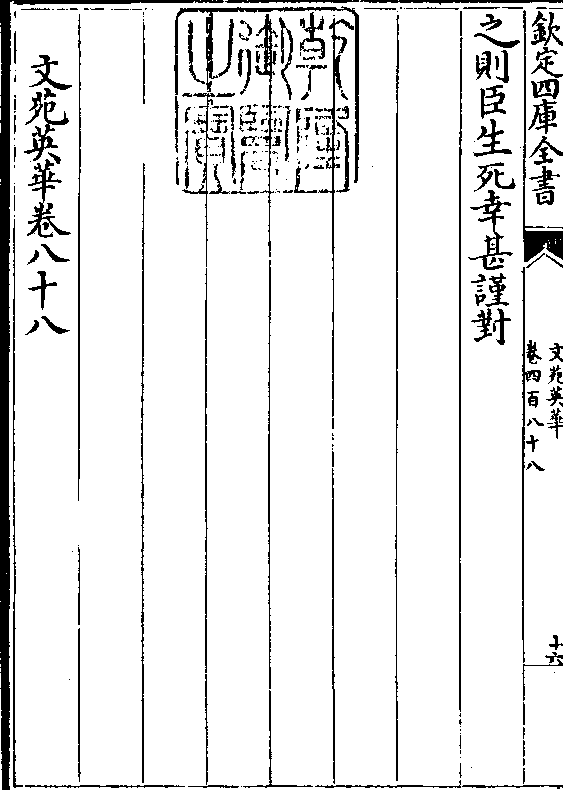 欽定四庫全書
文苑英華
卷四百八十八
十六
之則臣生死幸甚謹對
乾隆御覽之寶
文苑英華卷八十八